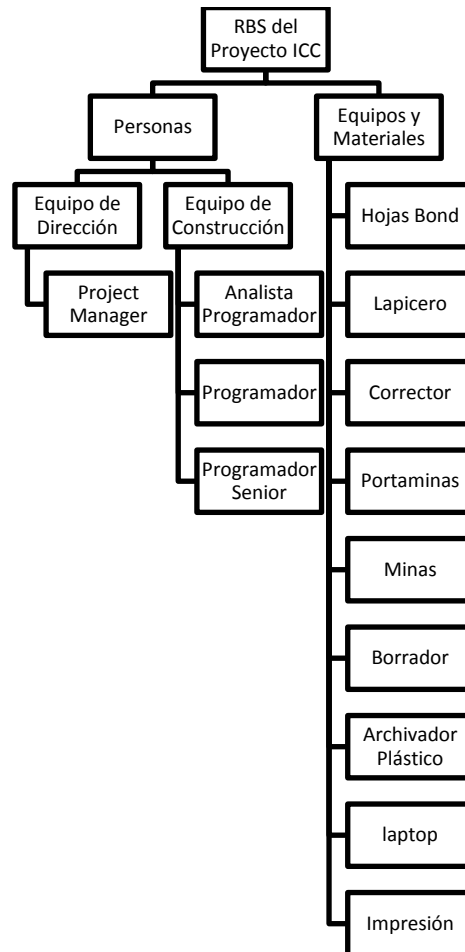 RBS del
Proyecto ICC
Personas
Equipos y
Materiales
Equipo de
Dirección
Equipo de
Construcción
Project
Manager
Analista
Programador
Programador
Programador
Senior
Hojas Bond
Lapicero
Corrector
Portaminas
Minas
Borrador
Archivador
Plástico
laptop
Impresión